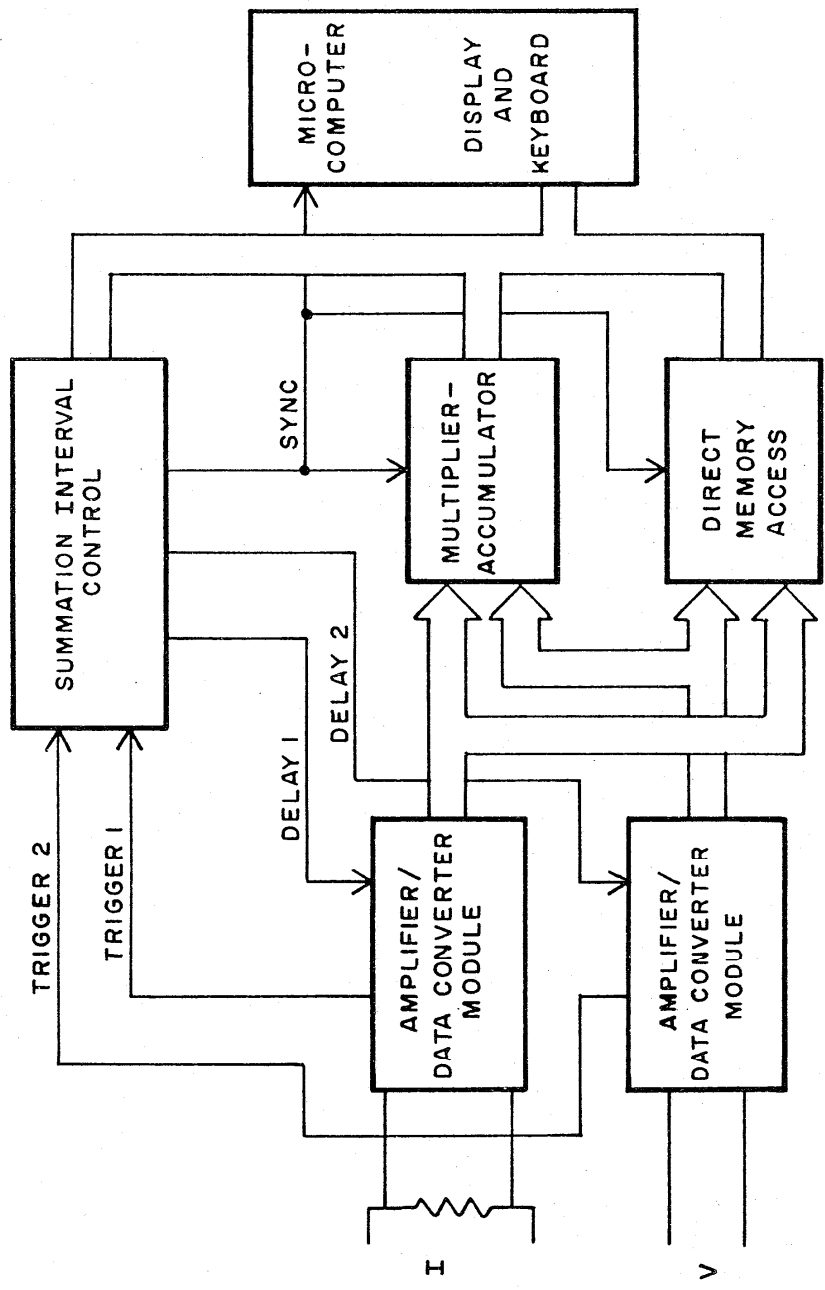 SUMMATION INTERVAL
CONTROL
TRIGGER 2
TRIGGER 1
DELAY 1
DELAY 2
SYNC
MICRO-
COMPUTER
DISPLAY
AND
KEYBOARD
AMPLIFIER/
DATA CONVERTER
MODULE
MULTIPLIER-
ACCUMULATOR
AMPLIFIER/
DATA CONVERTER
MODULE
DIRECT
MEMORY
ACCESS
I
V